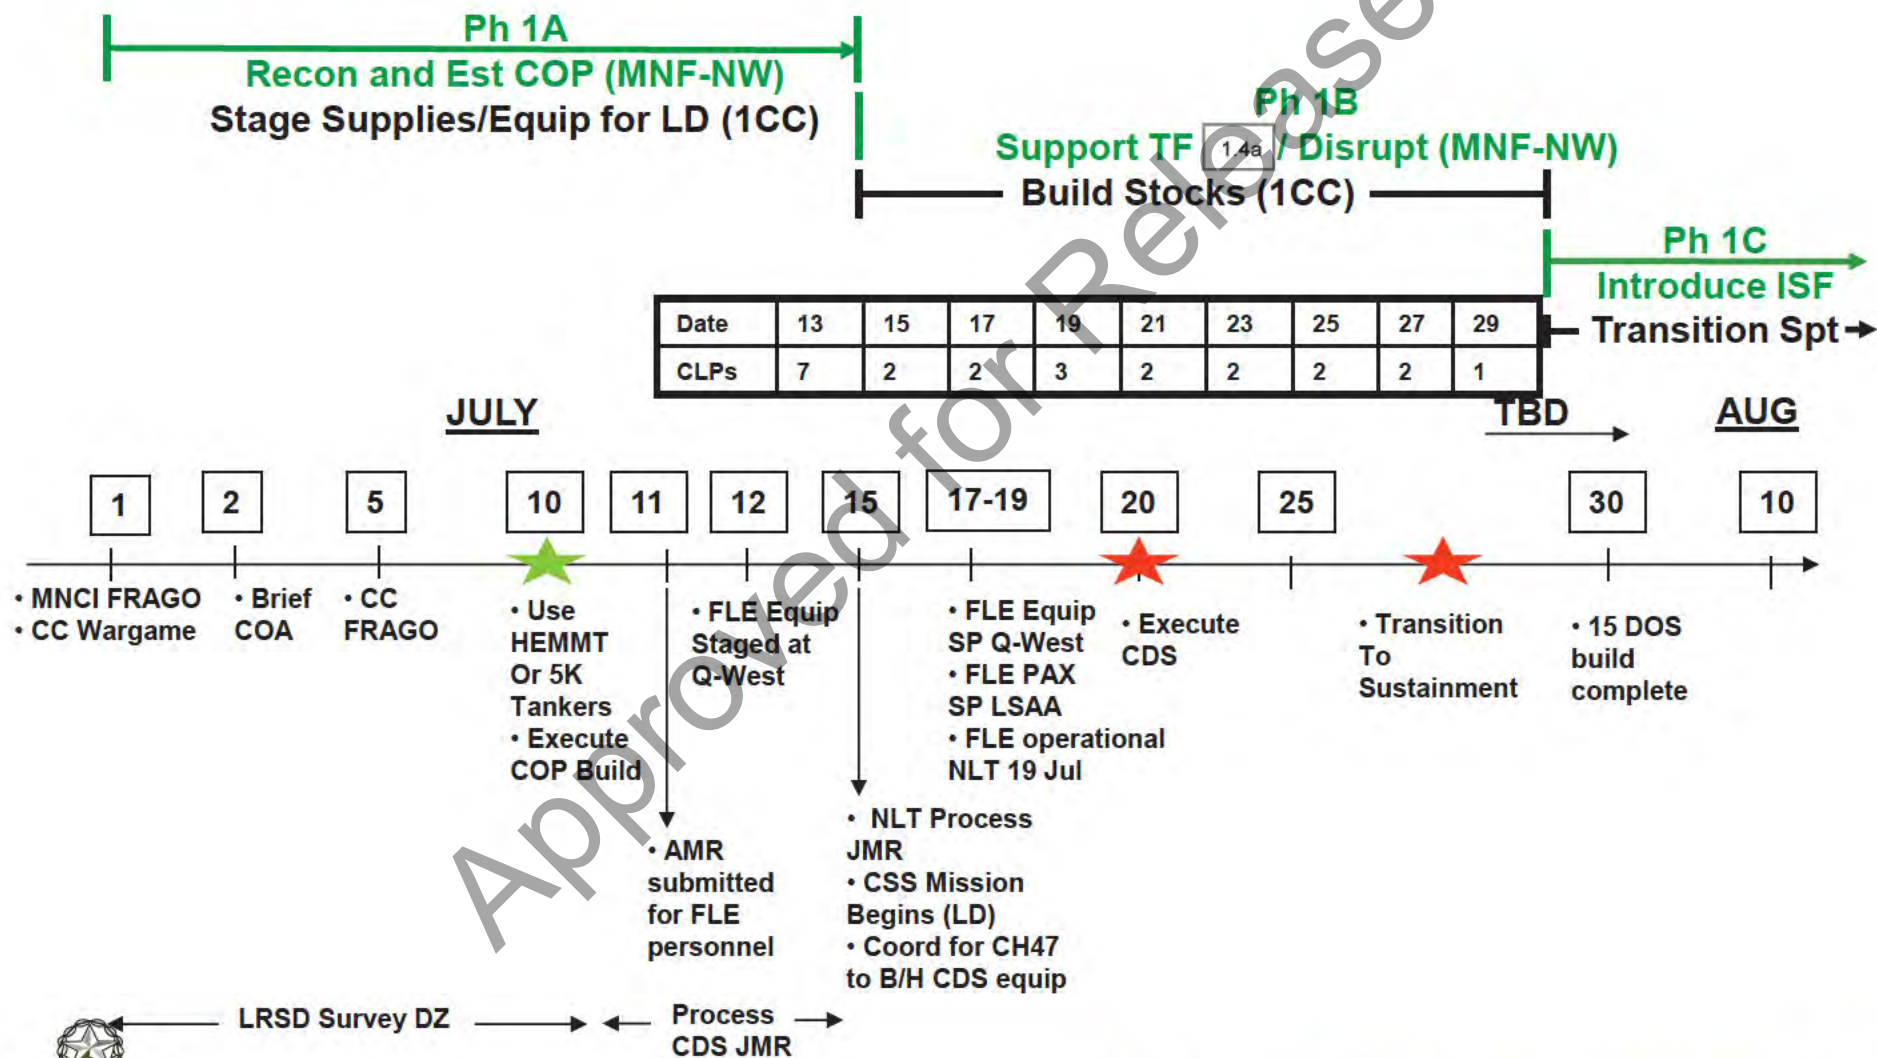 Ph 1A
Recon and Est COP (MNF-NW)
Stage Supplies/Equip for LD (1CC)
Ph 1B
Support TF 1.4a / Disrupt (MNF-NW)
Build Stocks (1CC)
Ph 1C
Introduce ISF
Transition Spt
Date 13 15 17 19 21 23 25 27 29
CLPs 7 2 2 3 2 2 2 2 1
JULY
TBD
AUG
1 2 5 10 11 12 15 17-19 20 25 30 10
• MNCI FRAGO
• CC Wargame
• Brief
COA
• CC
FRAGO
• Use
HEMMT
Or 5K
Tankers
• Execute
COP Build
• AMR
submitted
for FLE
personnel
• FLE Equip
Staged at
Q-West
• NLT Process
JMR
• CSS Mission
Begins (LD)
• Coord for CH47
to B/H CDS equip
• FLE Equip
SP Q-West
• FLE PAX
SP LSAA
• FLE operational
NLT 19 Jul
• Execute
CDS
• Transition
To
Sustainment
• 15 DOS
build
complete
LRSD Survey DZ
Process
CDS JMR
Approved for Release